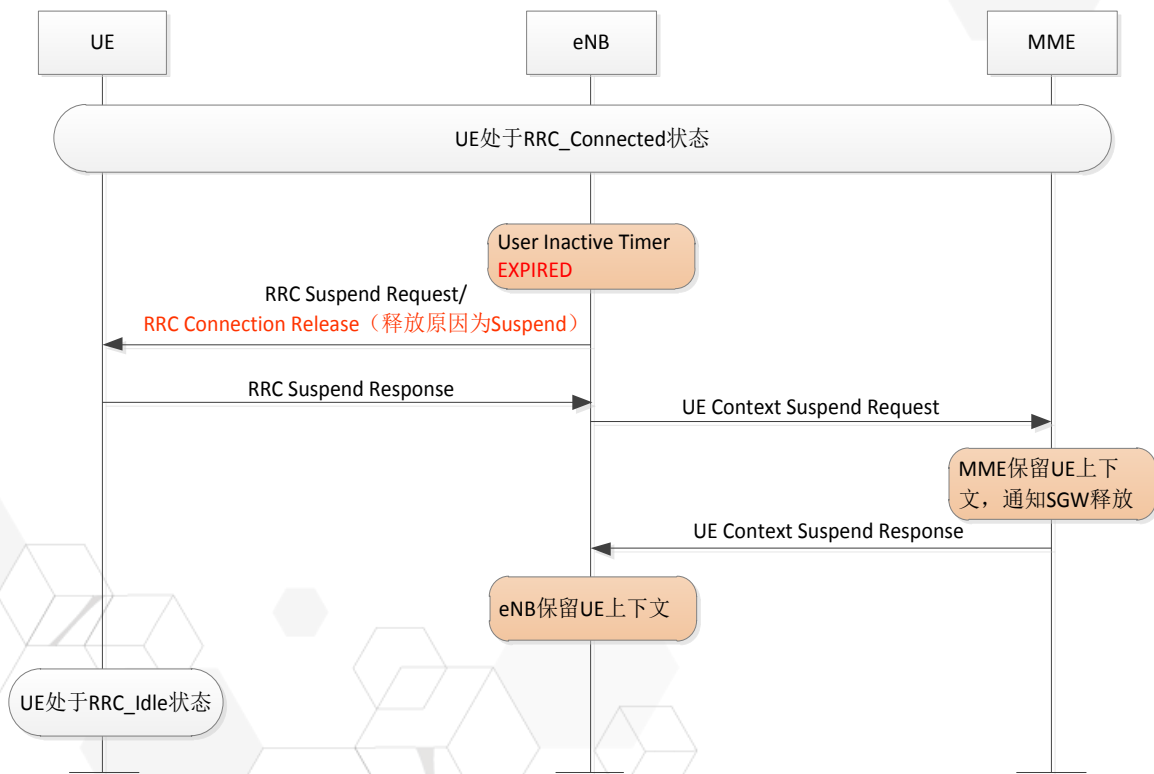 UE
eNB
MME
UE处于RRC_Connected状态
User Inactive Timer
EXPIRED
RRC Suspend Request/
RRC Connection Release（释放原因为Suspend）
RRC Suspend Response
UE Context Suspend Request
MME保留UE上下
文，通知SGW释放
UE Context Suspend Response
eNB保留UE上下文
UE处于RRC_Idle状态